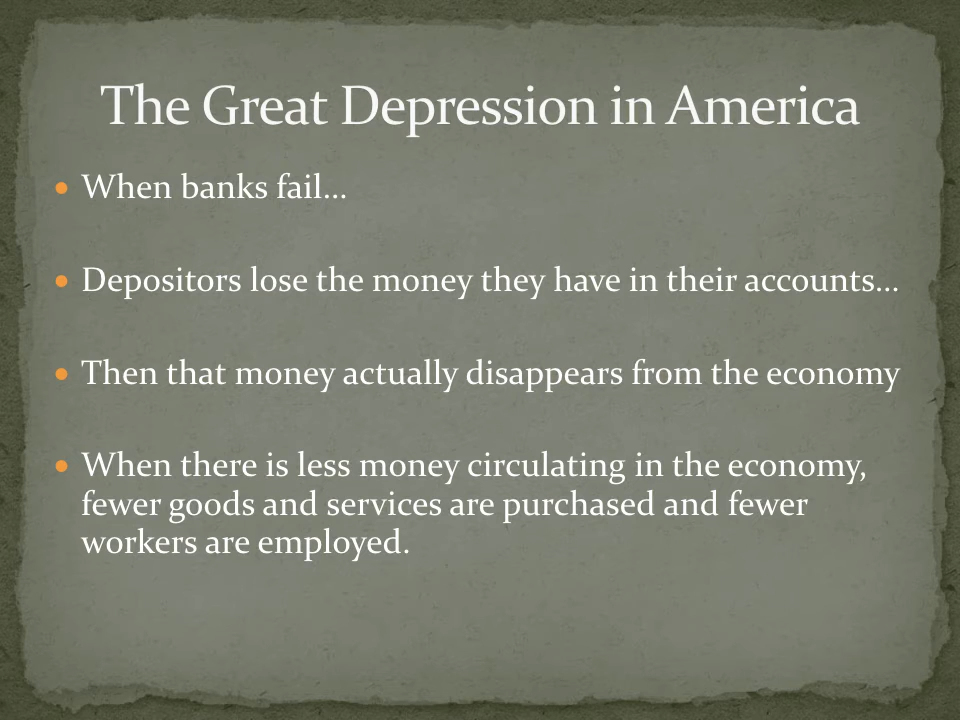 The Great Depression in America
• When banks fail…
• Depositors lose the money they have in their accounts…
• Then that money actually disappears from the economy
• When there is less money circulating in the economy,
fewer goods and services are purchased and fewer
workers are employed.